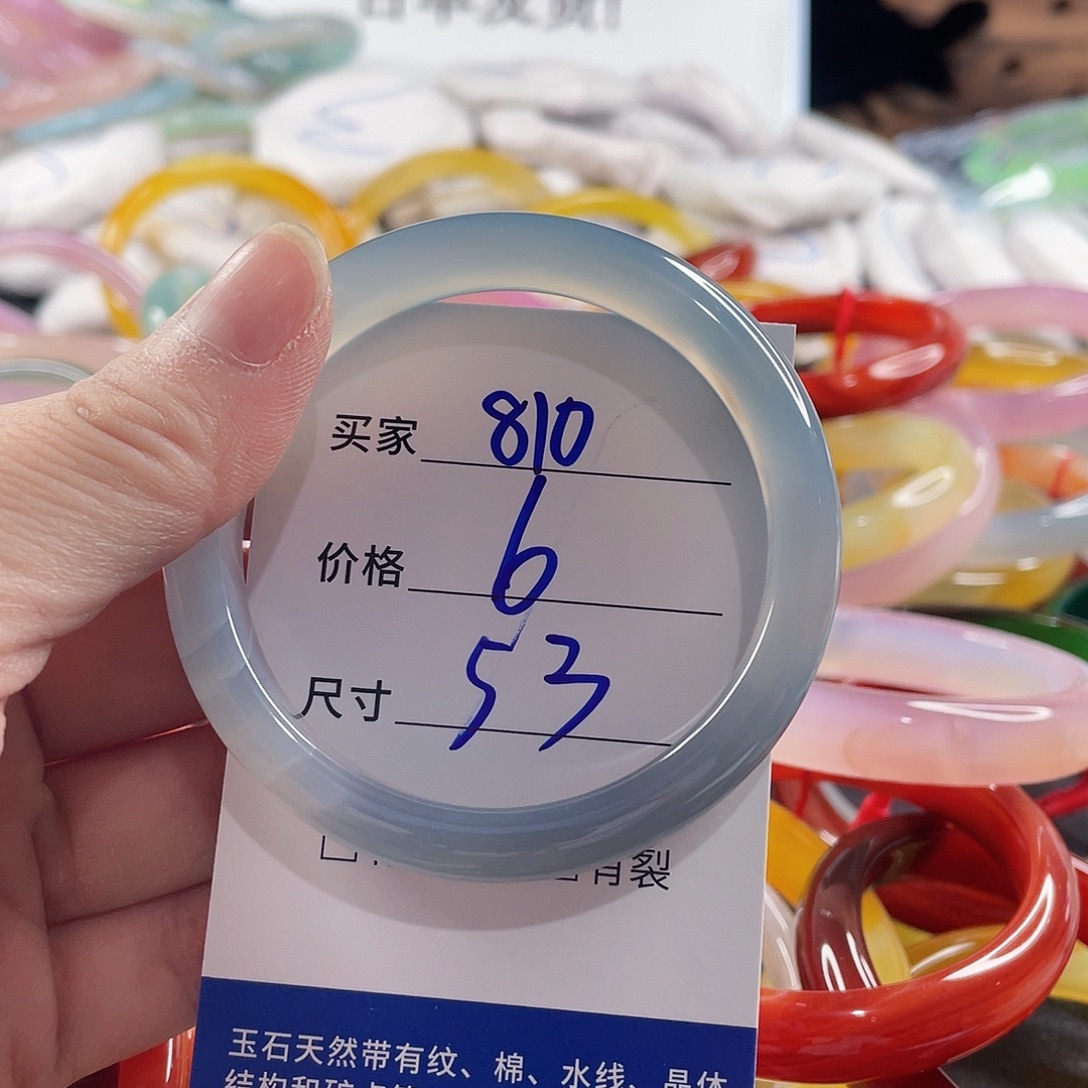 买家 810
价格 6
尺寸 53
有裂
玉石天然带有纹、棉、水线、晶体